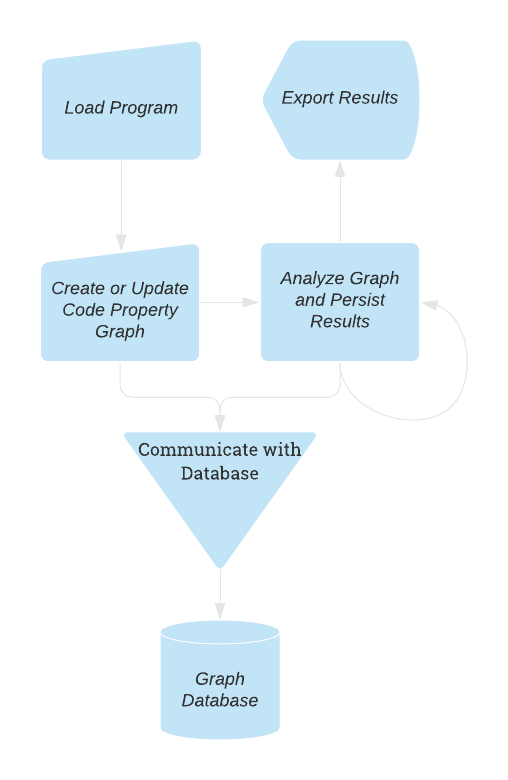 Load Program
Export Results
Create or Update
Code Property
Graph
Analyze Graph
and Persist
Results
Communicate with
Database
Graph
Database